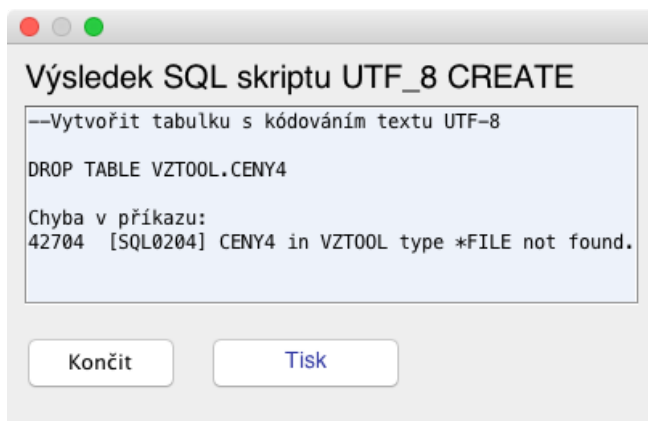 Výsledek SQL skriptu UTF_8 CREATE
--Vytvořit tabulku s kódováním textu UTF-8
DROP TABLE VZTOOL.CENY4
Chyba v příkazu:
42704  [SQL0204] CENY4 in VZTOOL type *FILE not found.
Končit
Tisk